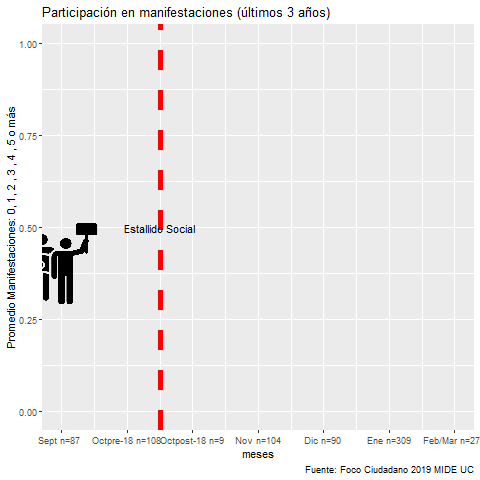 Participación en manifestaciones (últimos 3 años)
Promedio Manifestaciones: 0, 1, 2 , 3 , 4 , 5 o más
1.00
0.75
0.50
0.25
0.00
Estallido Social
Sept n=87
Octpre-18 n=108
Octpost-18 n=9
Nov n=104
Dic n=90
Ene n=309
Feb/Mar n=27
meses
Fuente: Foco Ciudadano 2019 MIDE UC